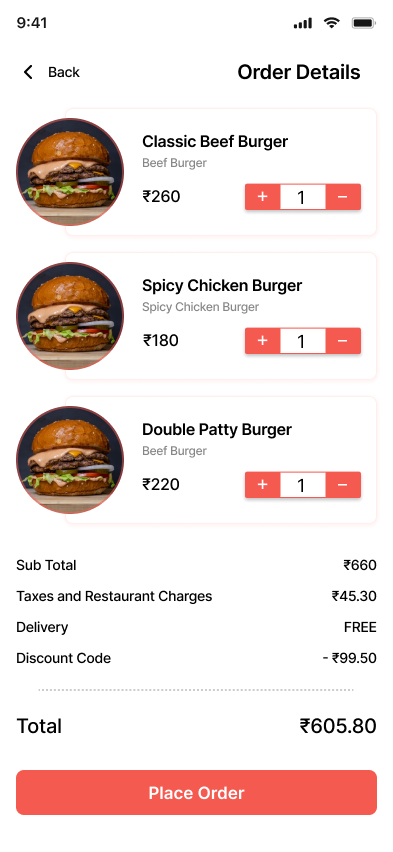 9:41
Back
Order Details
Classic Beef Burger
Beef Burger
₹260
+ 1 −
Spicy Chicken Burger
Spicy Chicken Burger
₹180
+ 1 −
Double Patty Burger
Beef Burger
₹220
+ 1 −
Sub Total ₹660
Taxes and Restaurant Charges ₹45.30
Delivery FREE
Discount Code - ₹99.50
Total ₹605.80
Place Order